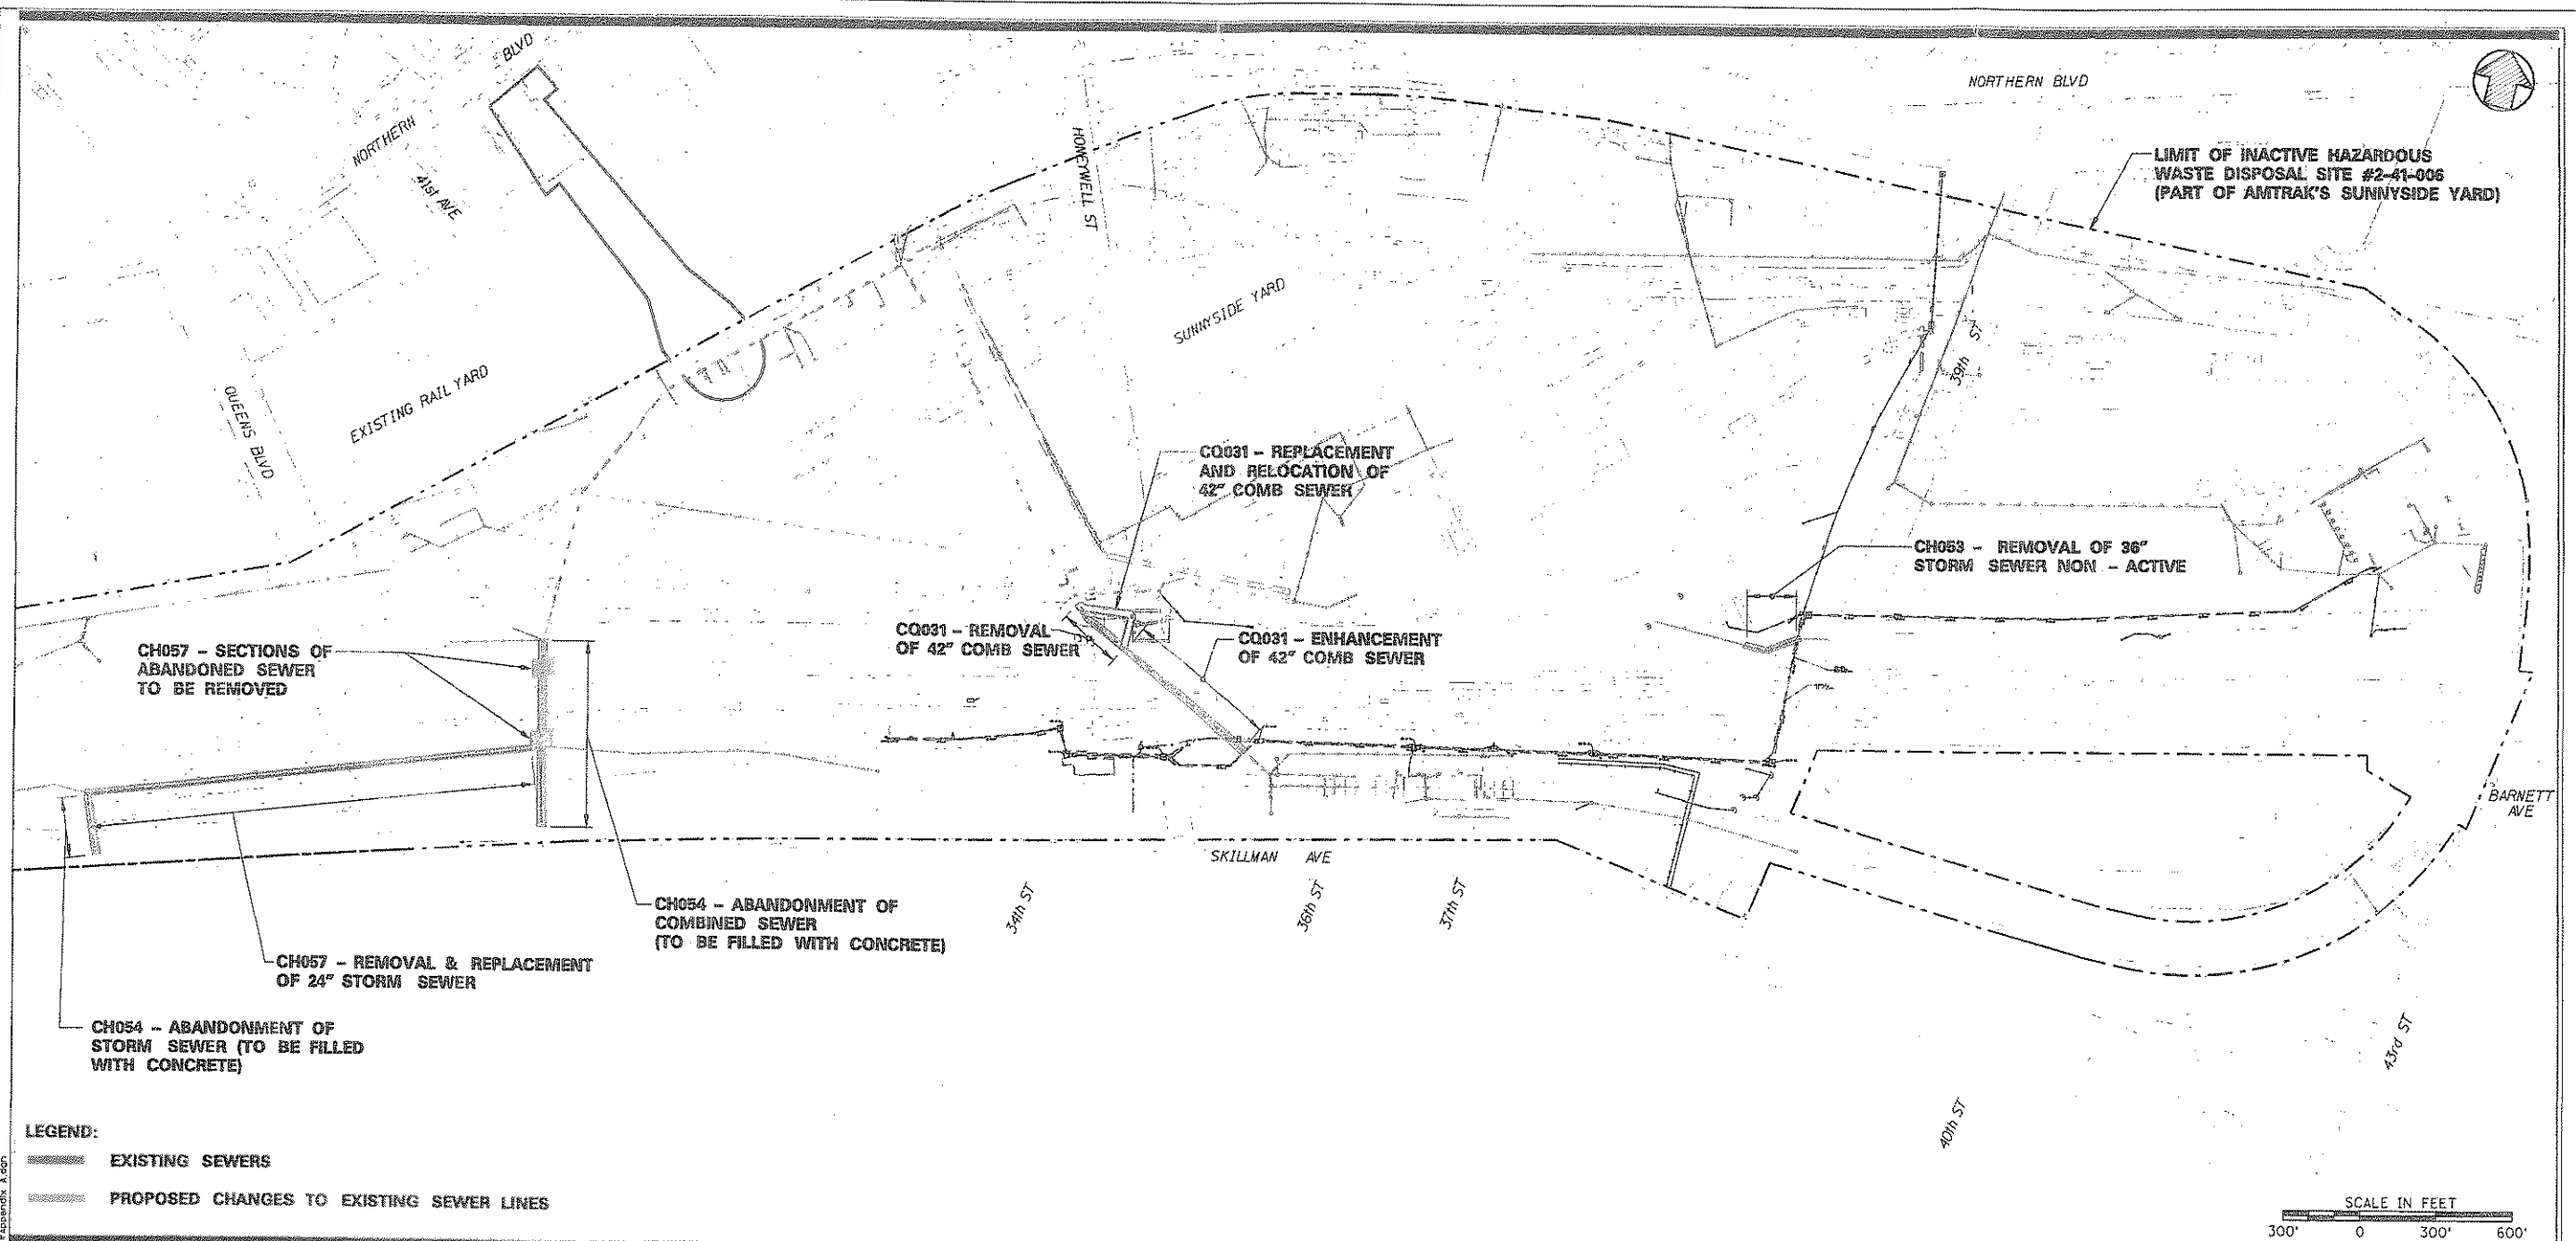 BLVD
NORTHERN
41st AVE
NORTHERN BLVD
HONEYWELL ST
LIMIT OF INACTIVE HAZARDOUS
WASTE DISPOSAL SITE #2-41-006
(PART OF AMTRAK'S SUNNYSIDE YARD)
SUNNYSIDE YARD
39th ST
QUEENS BLVD
EXISTING RAIL YARD
CQ031 - REPLACEMENT
AND RELOCATION OF
42" COMB SEWER
CH053 - REMOVAL OF 36"
STORM SEWER NON - ACTIVE
CQ031 - REMOVAL
OF 42" COMB SEWER
CQ031 - ENHANCEMENT
OF 42" COMB SEWER
CH057 - SECTIONS OF
ABANDONED SEWER
TO BE REMOVED
BARNETT
AVE
SKILLMAN AVE
34th ST
36th ST
37th ST
CH054 - ABANDONMENT OF
COMBINED SEWER
(TO BE FILLED WITH CONCRETE)
CH057 - REMOVAL & REPLACEMENT
OF 24" STORM SEWER
CH054 - ABANDONMENT OF
STORM SEWER (TO BE FILLED
WITH CONCRETE)
43rd ST
40th ST
LEGEND:
EXISTING SEWERS
PROPOSED CHANGES TO EXISTING SEWER LINES
SCALE IN FEET
300' 0 300' 600'
Appendix A.dgn